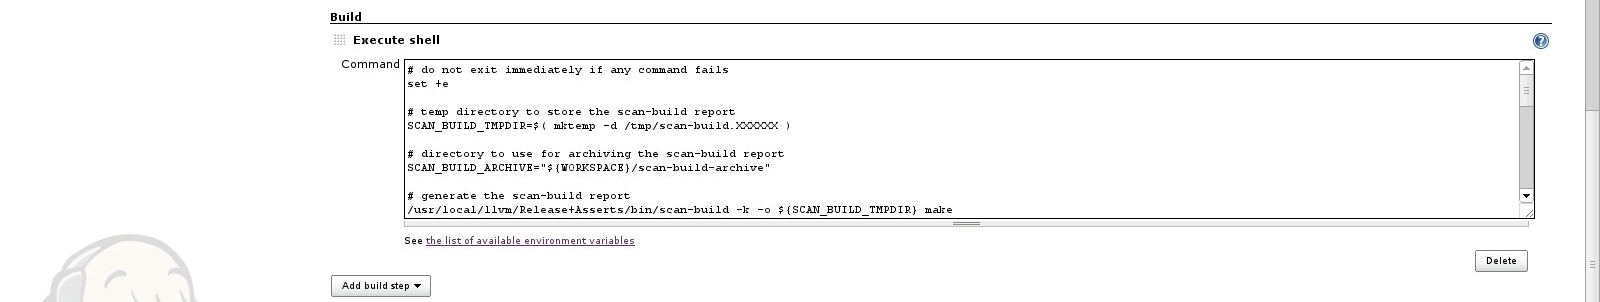 Build
Execute shell
Command
# do not exit immediately if any command fails
set +e
# temp directory to store the scan-build report
SCAN_BUILD_TMPDIR=$( mktemp -d /tmp/scan-build.XXXXXX )
# directory to use for archiving the scan-build report
SCAN_BUILD_ARCHIVE="${WORKSPACE}/scan-build-archive"
# generate the scan-build report
/usr/local/llvm/Release+Asserts/bin/scan-build -k -o ${SCAN_BUILD_TMPDIR} make
See the list of available environment variables
Delete
Add build step